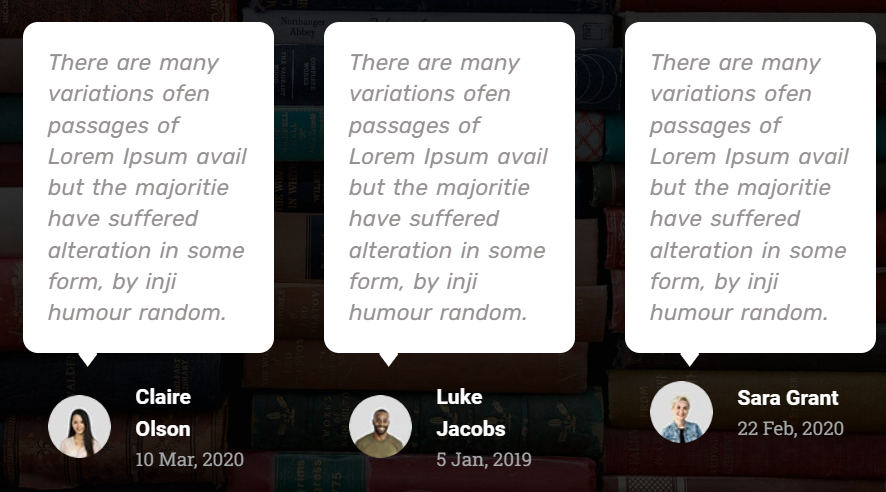 There are many
variations ofen
passages of
Lorem Ipsum avail
but the majoritie
have suffered
alteration in some
form, by inji
humour random.
Claire
Olson
10 Mar, 2020
There are many
variations ofen
passages of
Lorem Ipsum avail
but the majoritie
have suffered
alteration in some
form, by inji
humour random.
Luke
Jacobs
5 Jan, 2019
There are many
variations ofen
passages of
Lorem Ipsum avail
but the majoritie
have suffered
alteration in some
form, by inji
humour random.
Sara Grant
22 Feb, 2020
Northanger
Abbey